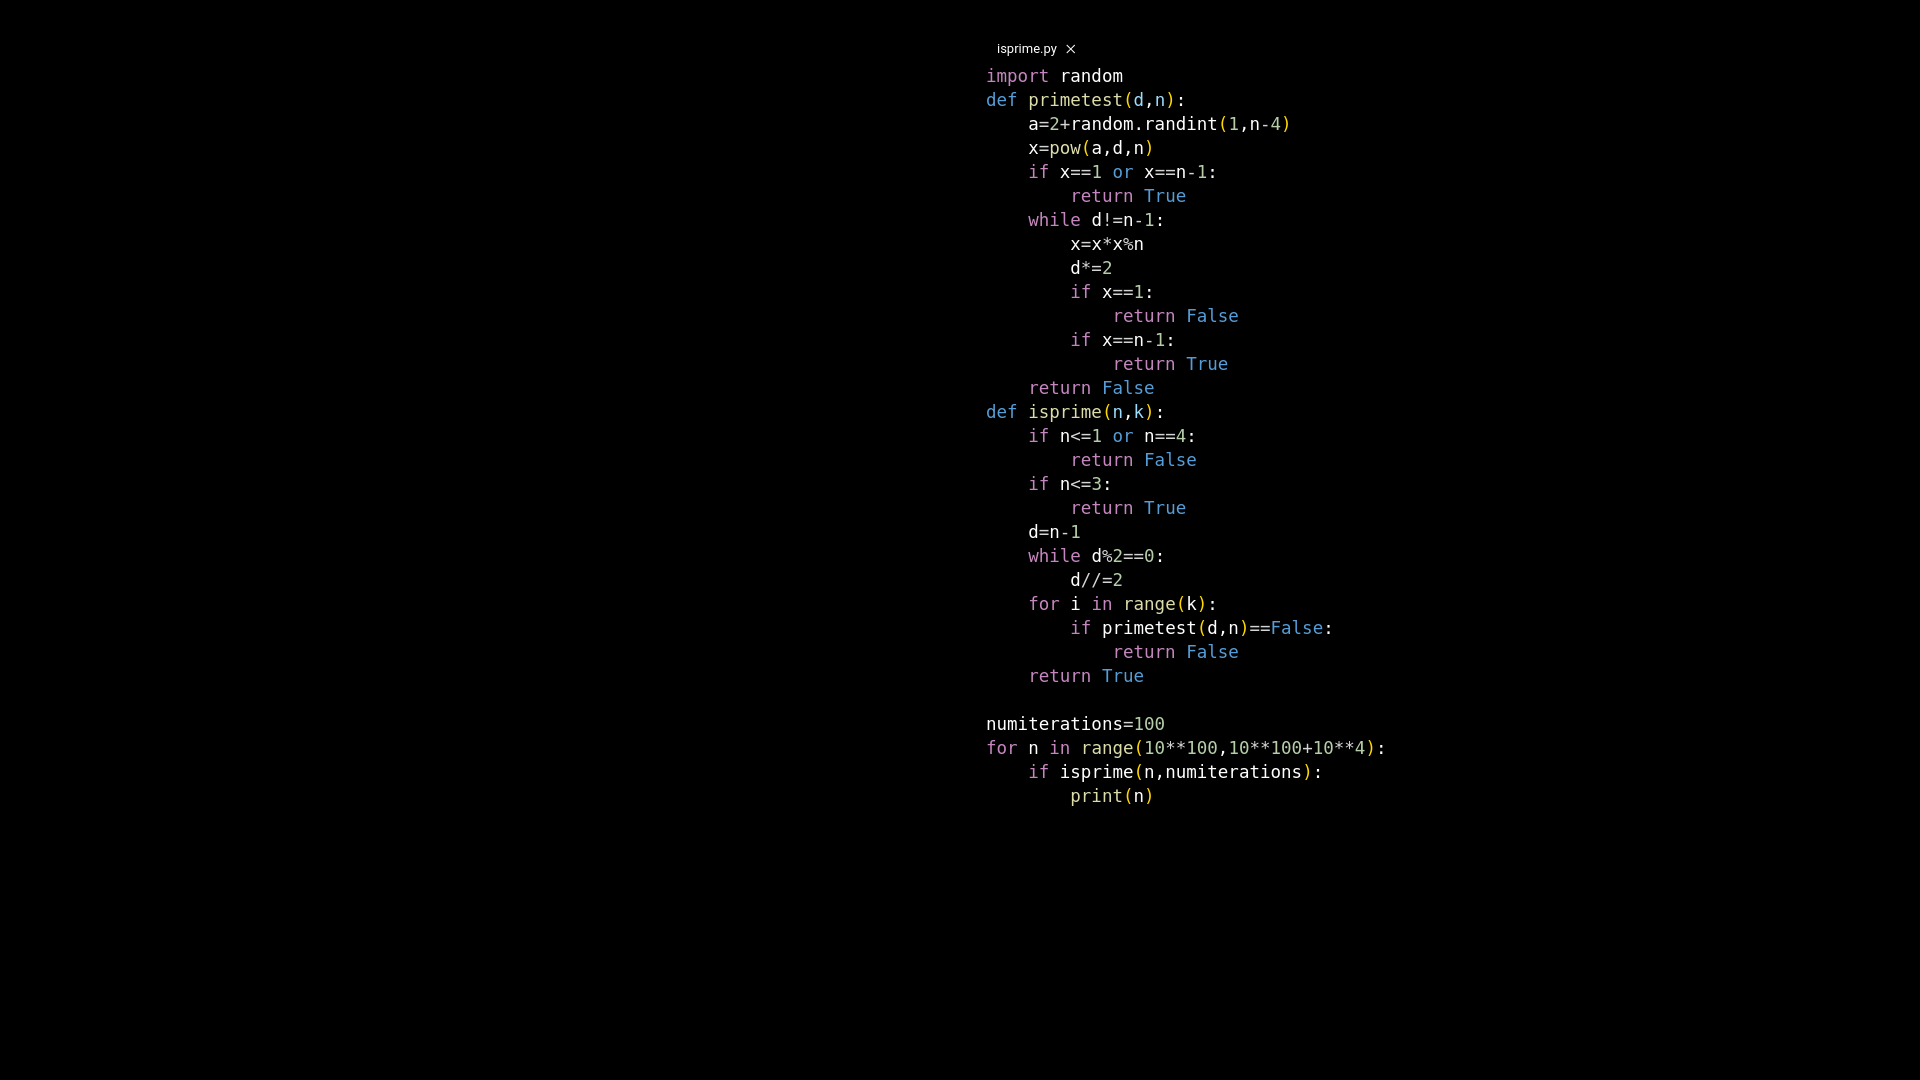 isprime.py
import random
def primetest(d,n):
    a=2+random.randint(1,n-4)
    x=pow(a,d,n)
    if x==1 or x==n-1:
        return True
    while d!=n-1:
        x=x*x%n
        d*=2
        if x==1:
            return False
        if x==n-1:
            return True
    return False
def isprime(n,k):
    if n<=1 or n==4:
        return False
    if n<=3:
        return True
    d=n-1
    while d%2==0:
        d//=2
    for i in range(k):
        if primetest(d,n)==False:
            return False
    return True

numiterations=100
for n in range(10**100,10**100+10**4):
    if isprime(n,numiterations):
        print(n)